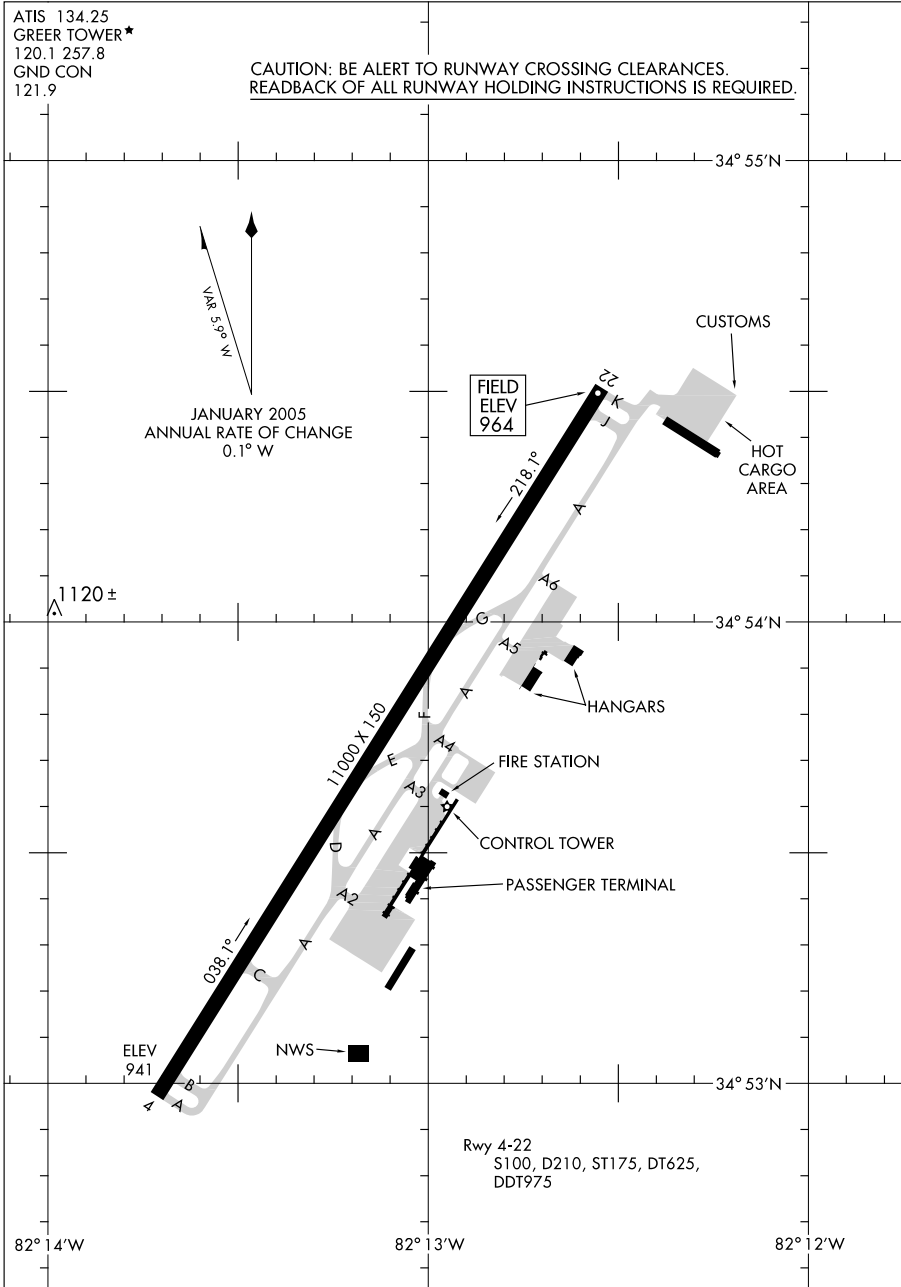 ATIS 134.25
GREER TOWER★
120.1 257.8
GND CON
121.9
CAUTION: BE ALERT TO RUNWAY CROSSING CLEARANCES.
READBACK OF ALL RUNWAY HOLDING INSTRUCTIONS IS REQUIRED.
34° 55'N
VAR 5.9° W
JANUARY 2005
ANNUAL RATE OF CHANGE
0.1° W
CUSTOMS
22
FIELD
ELEV
964
K
J
HOT
CARGO
AREA
218.1°
A
A6
1120 ±
34° 54'N
G
A5
A
HANGARS
F
11000 X 150
A4
E
FIRE STATION
A3
A
D
CONTROL TOWER
PASSENGER TERMINAL
A2
A
038.1°
C
ELEV
941
NWS
B
34° 53'N
4
A
Rwy 4-22
S100, D210, ST175, DT625,
DDT975
82° 14'W
82° 13'W
82° 12'W